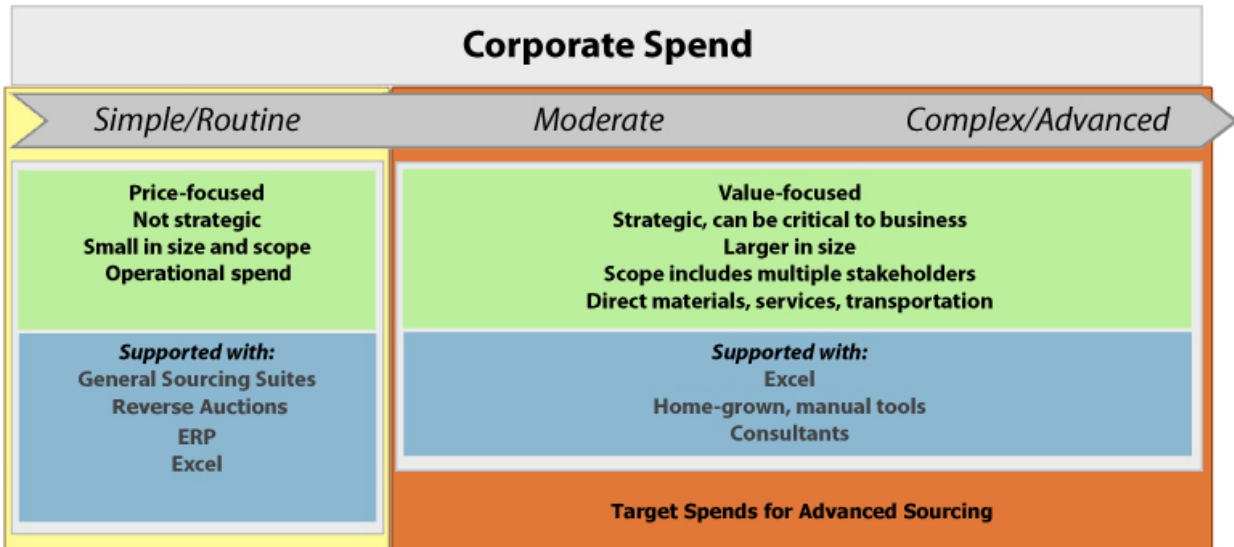 Corporate Spend
Simple/Routine
Moderate
Complex/Advanced
Price-focused
Not strategic
Small in size and scope
Operational spend
Supported with:
General Sourcing Suites
Reverse Auctions
ERP
Excel
Value-focused
Strategic, can be critical to business
Larger in size
Scope includes multiple stakeholders
Direct materials, services, transportation
Supported with:
Excel
Home-grown, manual tools
Consultants
Target Spends for Advanced Sourcing